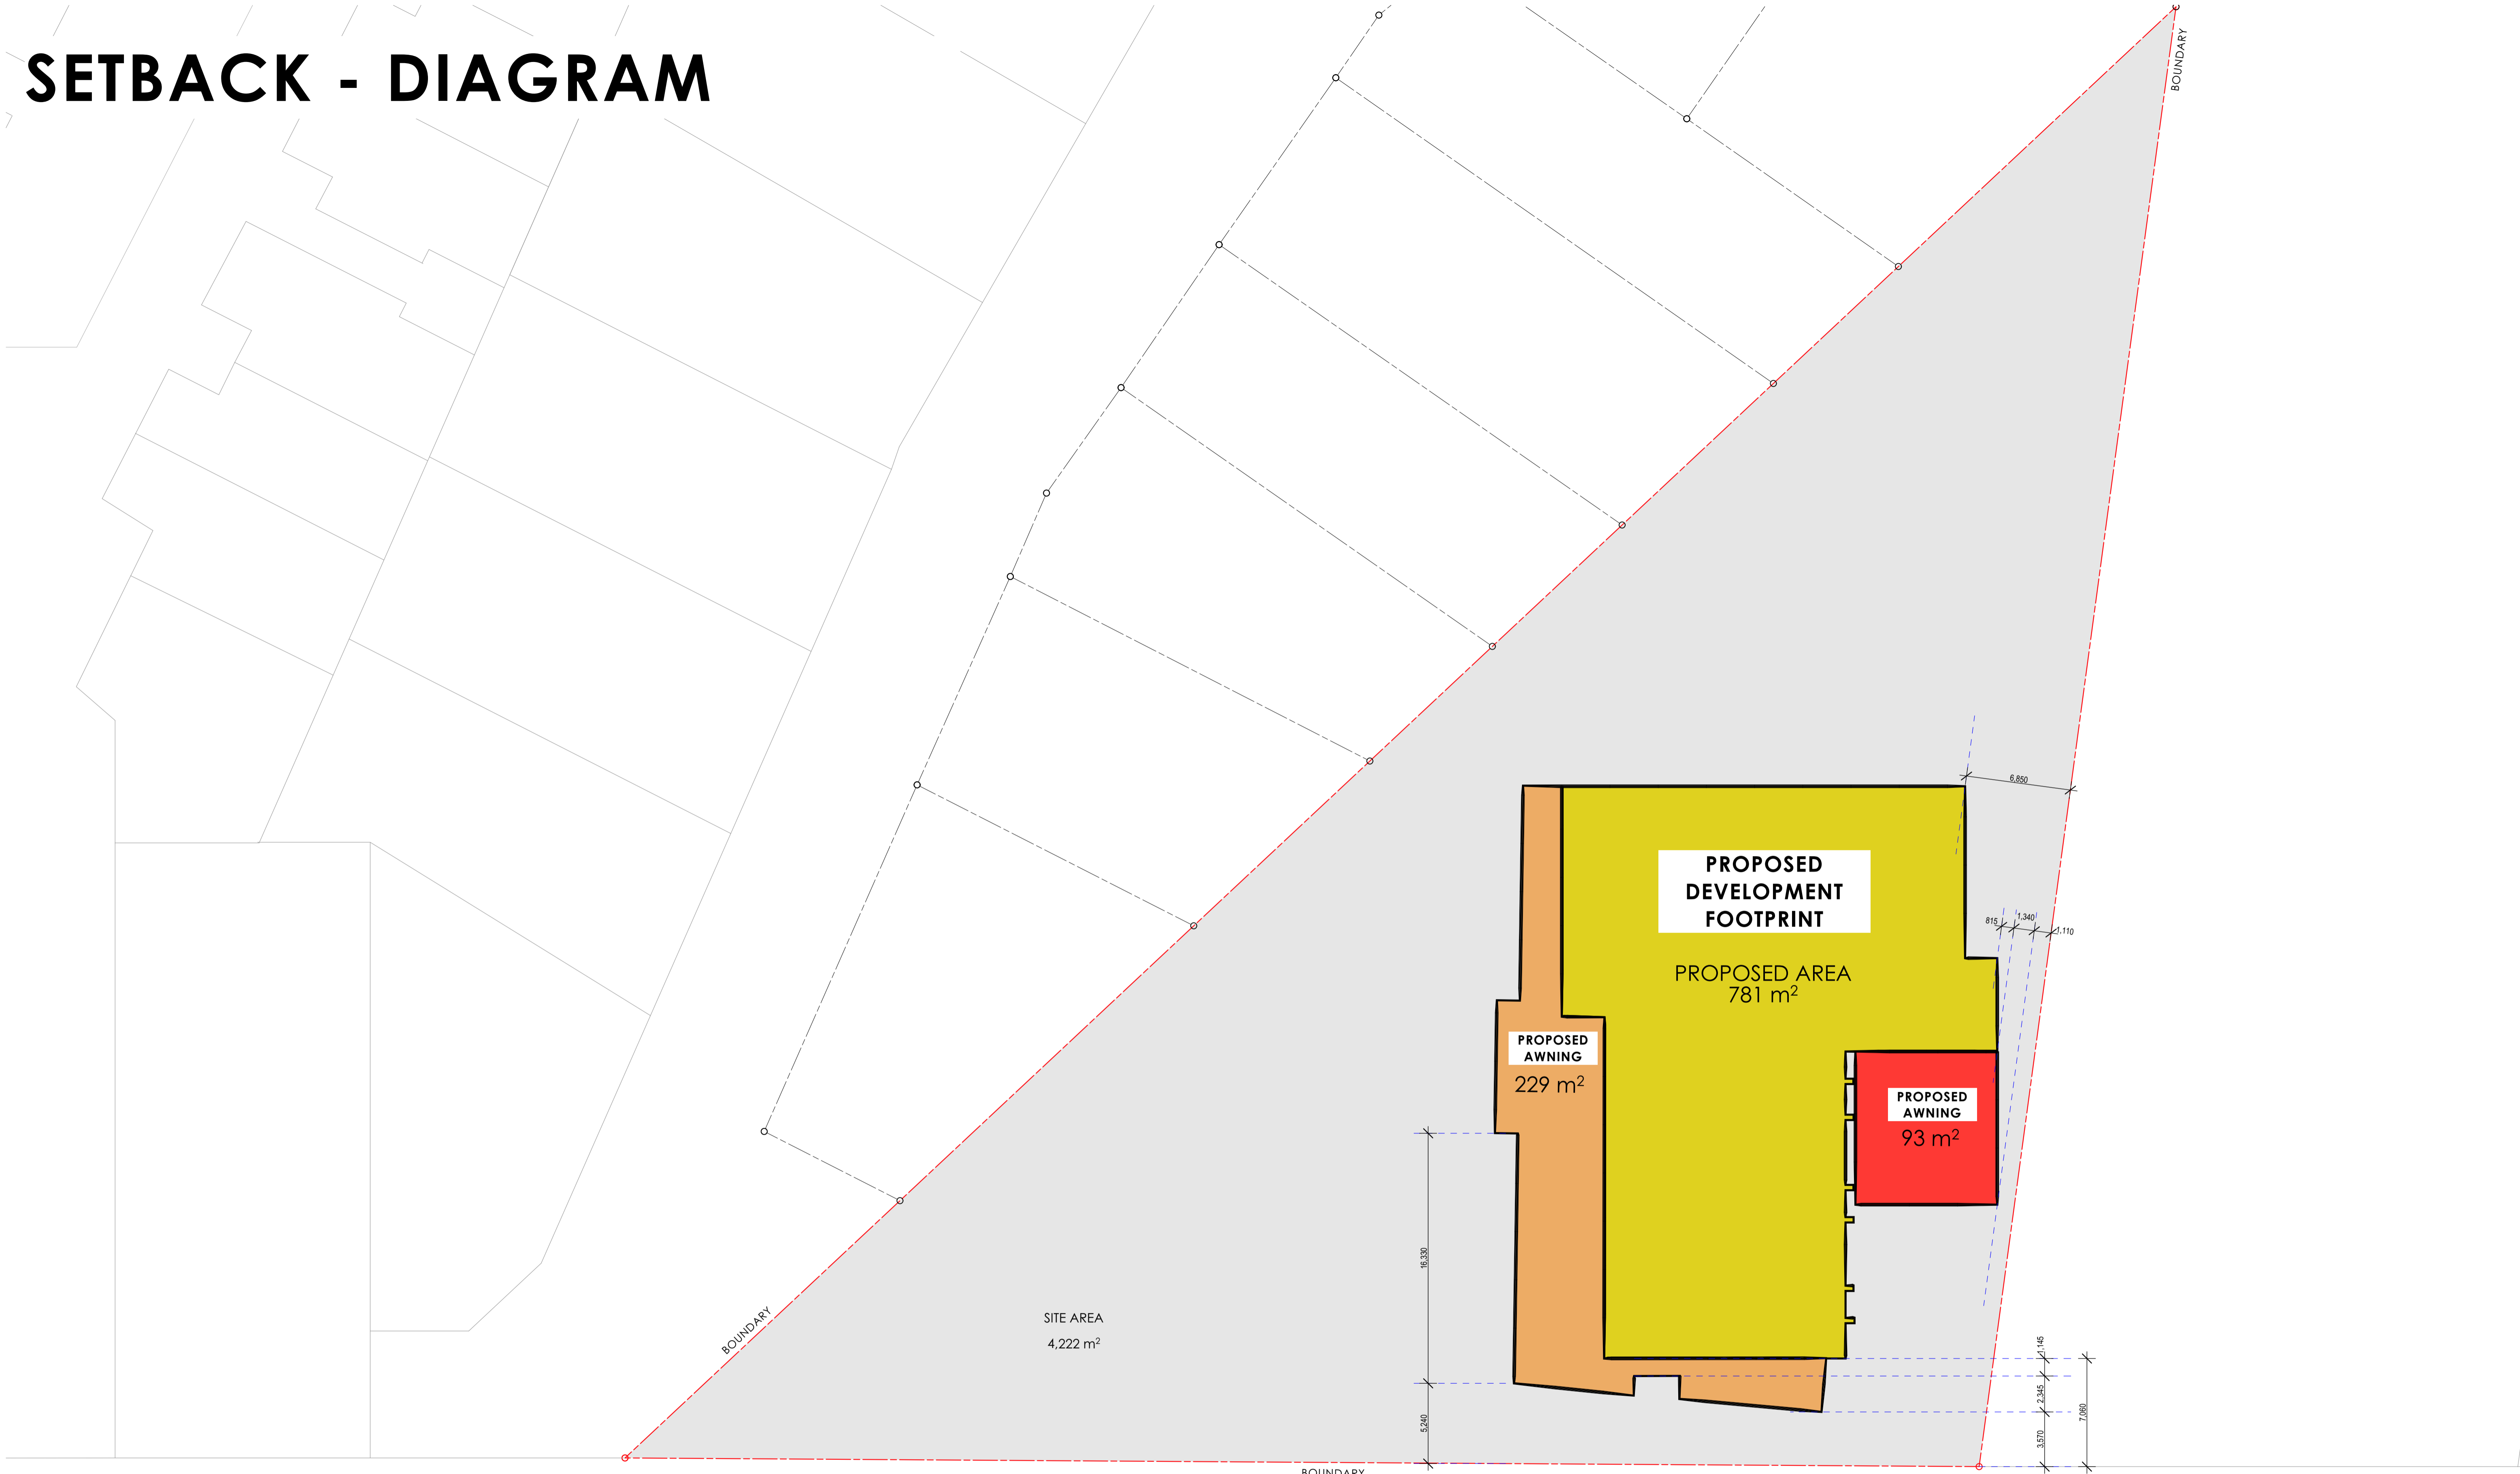 SETBACK - DIAGRAM
BOUNDARY
6,850
PROPOSED
DEVELOPMENT
FOOTPRINT
815
1,340
1,110
PROPOSED AREA
781 m²
PROPOSED
AWNING
229 m²
PROPOSED
AWNING
93 m²
16,330
SITE AREA
4,222 m²
BOUNDARY
1,145
2,345
7,060
5,240
3,570
BOUNDARY